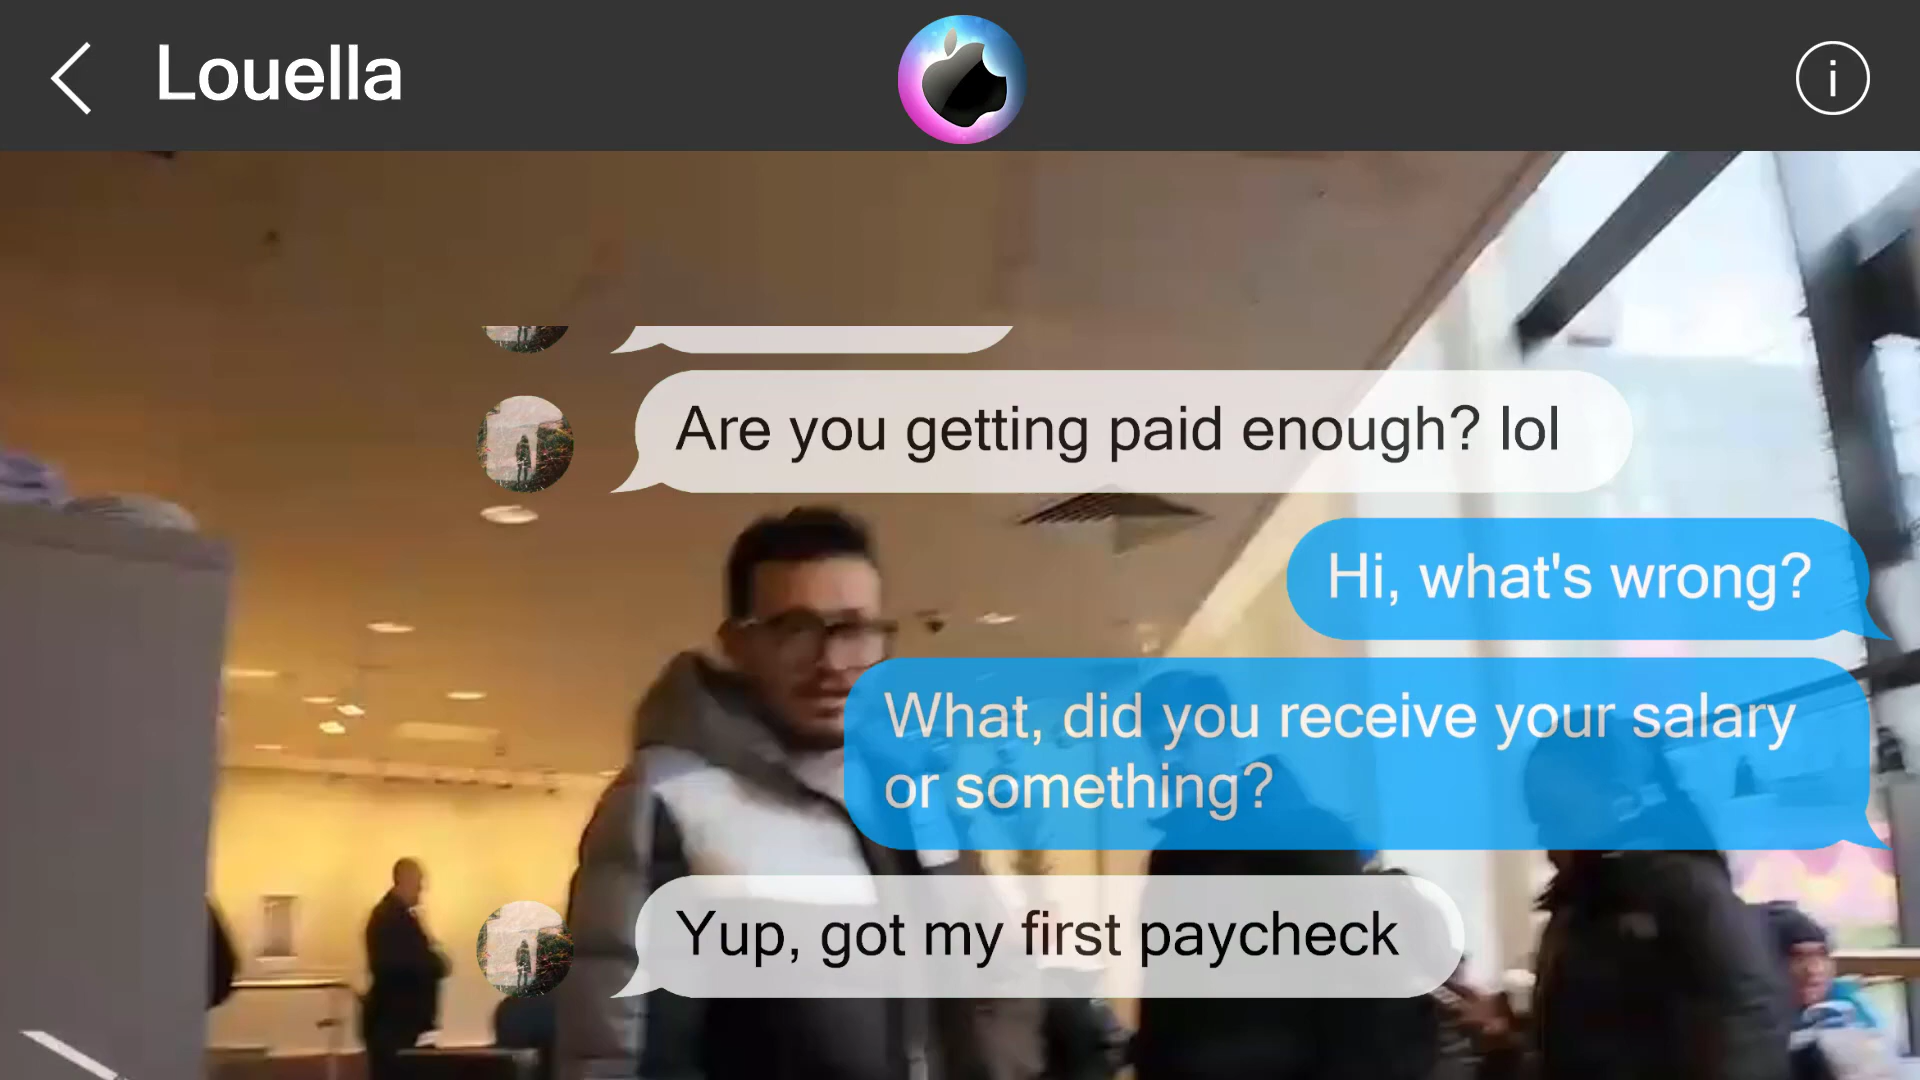 Louella
Are you getting paid enough? lol
Hi, what's wrong?
What, did you receive your salary
or something?
Yup, got my first paycheck